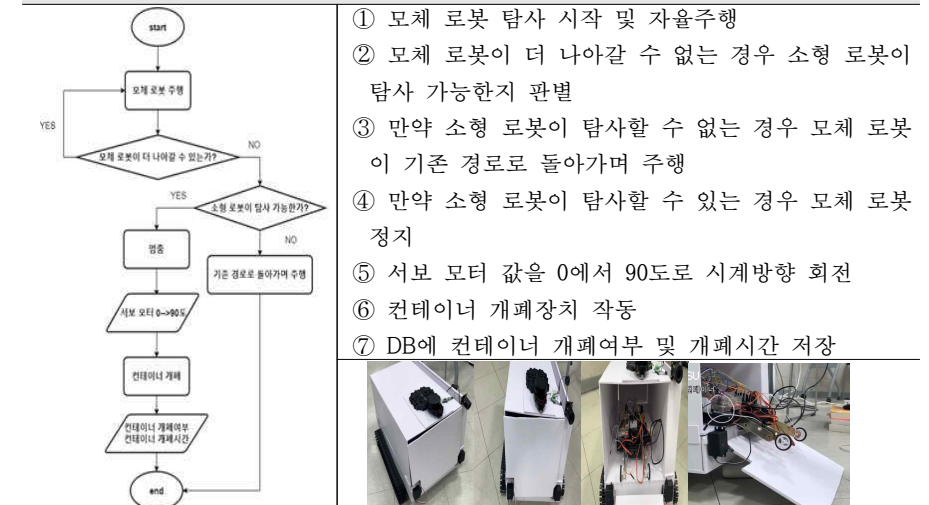 start
모체 로봇 주행
YES
모체 로봇이 더 나아갈 수 있는가?
NO
YES
소형 로봇이 탐사 가능한가?
NO
멈춤
기존 경로로 돌아가며 주행
서보 모터 0-->90도
컨테이너 개폐
컨테이너 개폐여부
컨테이너 개폐시간
end
① 모체 로봇 탐사 시작 및 자율주행
② 모체 로봇이 더 나아갈 수 없는 경우 소형 로봇이
탐사 가능한지 판별
③ 만약 소형 로봇이 탐사할 수 없는 경우 모체 로봇
이 기존 경로로 돌아가며 주행
④ 만약 소형 로봇이 탐사할 수 있는 경우 모체 로봇
정지
⑤ 서보 모터 값을 0에서 90도로 시계방향 회전
⑥ 컨테이너 개폐장치 작동
⑦ DB에 컨테이너 개폐여부 및 개폐시간 저장